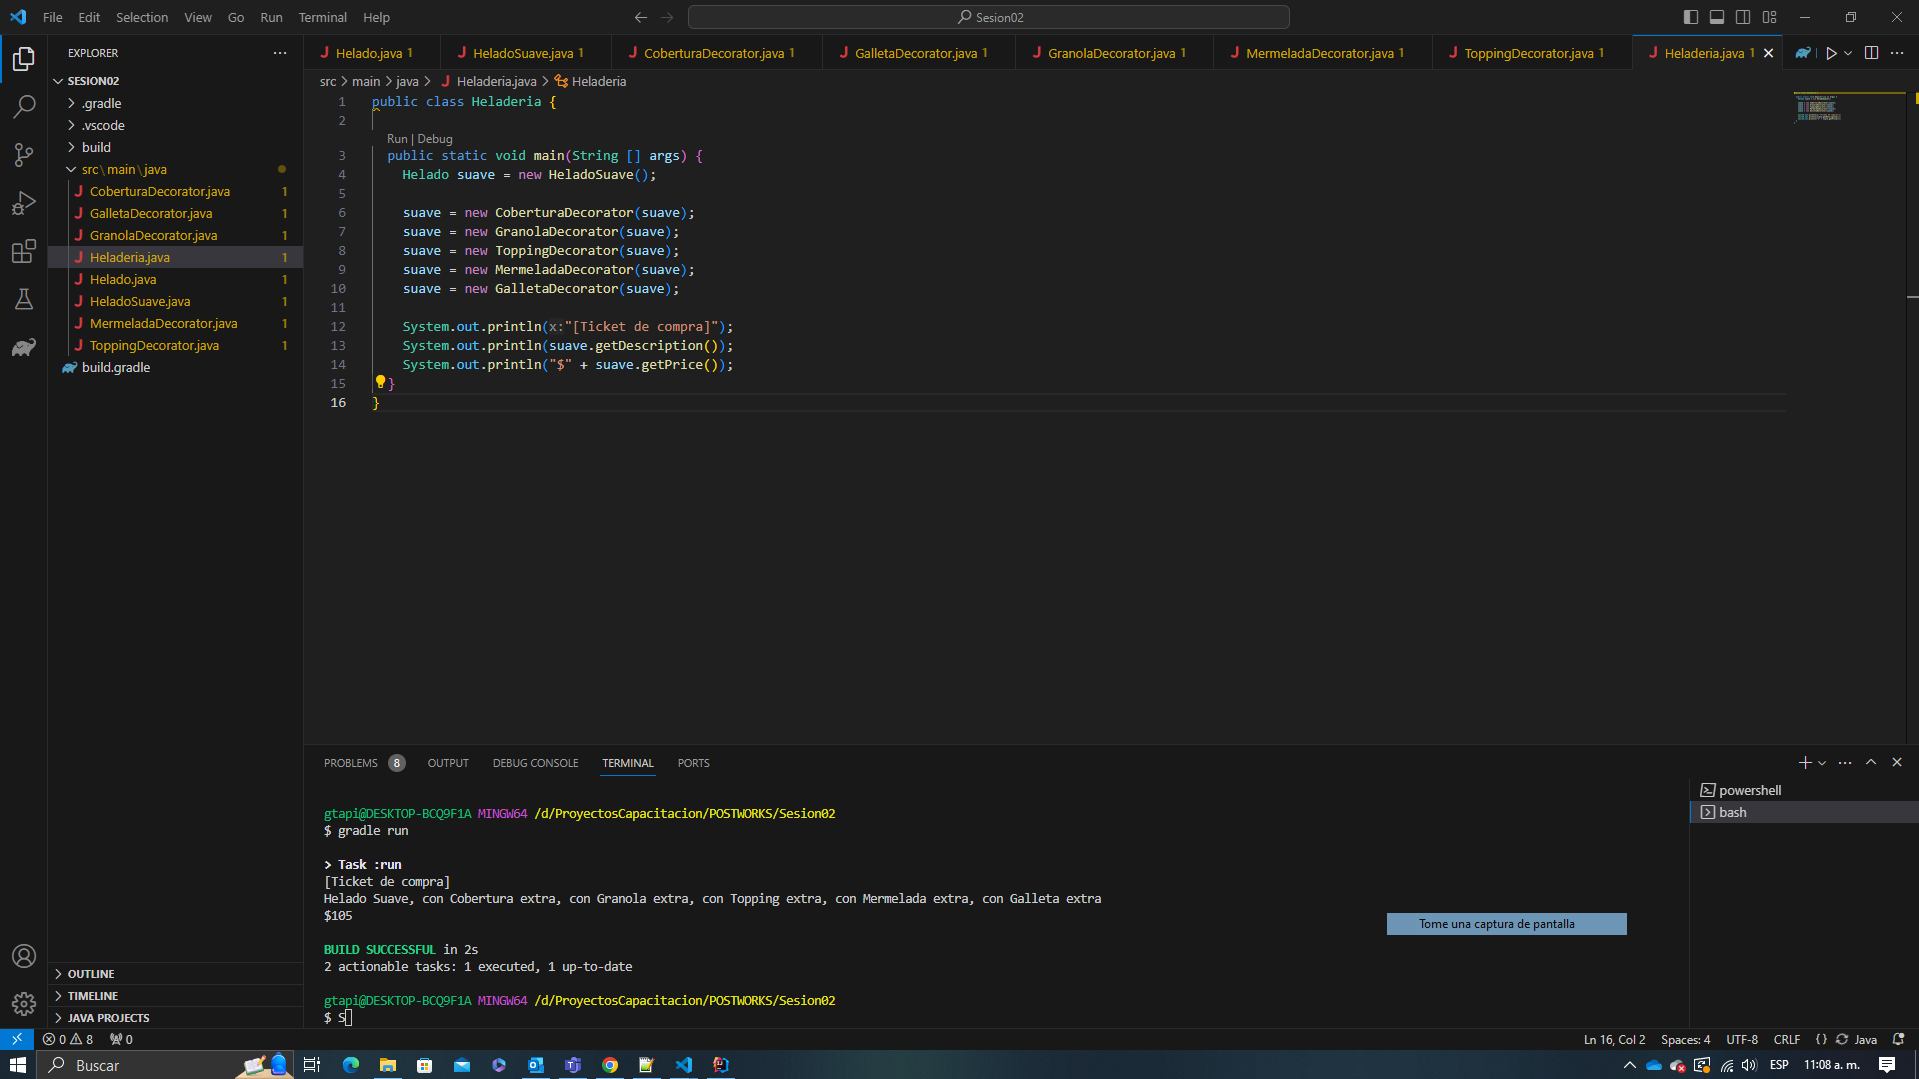 File Edit Selection View Go Run Terminal Help
Sesion02
EXPLORER
SESION02
.gradle
.vscode
build
src\main\java
CoberturaDecorator.java 1
GalletaDecorator.java 1
GranolaDecorator.java 1
Heladeria.java 1
Helado.java 1
HeladoSuave.java 1
MermeladaDecorator.java 1
ToppingDecorator.java 1
build.gradle
OUTLINE
TIMELINE
JAVA PROJECTS
Helado.java 1 HeladoSuave.java 1 CoberturaDecorator.java 1 GalletaDecorator.java 1 GranolaDecorator.java 1 MermeladaDecorator.java 1 ToppingDecorator.java 1 Heladeria.java 1
src > main > java > Heladeria.java > Heladeria
1 public class Heladeria {
2
Run | Debug
3 public static void main(String [] args) {
4 Helado suave = new HeladoSuave();
5
6 suave = new CoberturaDecorator(suave);
7 suave = new GranolaDecorator(suave);
8 suave = new ToppingDecorator(suave);
9 suave = new MermeladaDecorator(suave);
10 suave = new GalletaDecorator(suave);
11
12 System.out.println(x:"[Ticket de compra]");
13 System.out.println(suave.getDescription());
14 System.out.println("$" + suave.getPrice());
15 }
16 }
PROBLEMS 8 OUTPUT DEBUG CONSOLE TERMINAL PORTS
gtapi@DESKTOP-BCQ9F1A MINGW64 /d/ProyectosCapacitacion/POSTWORKS/Sesion02
$ gradle run
> Task :run
[Ticket de compra]
Helado Suave, con Cobertura extra, con Granola extra, con Topping extra, con Mermelada extra, con Galleta extra
$105
BUILD SUCCESSFUL in 2s
2 actionable tasks: 1 executed, 1 up-to-date
gtapi@DESKTOP-BCQ9F1A MINGW64 /d/ProyectosCapacitacion/POSTWORKS/Sesion02
$ S
powershell
bash
Tome una captura de pantalla
0 8 0
Ln 16, Col 2 Spaces: 4 UTF-8 CRLF {} Java
Buscar
ESP 11:08 a. m.